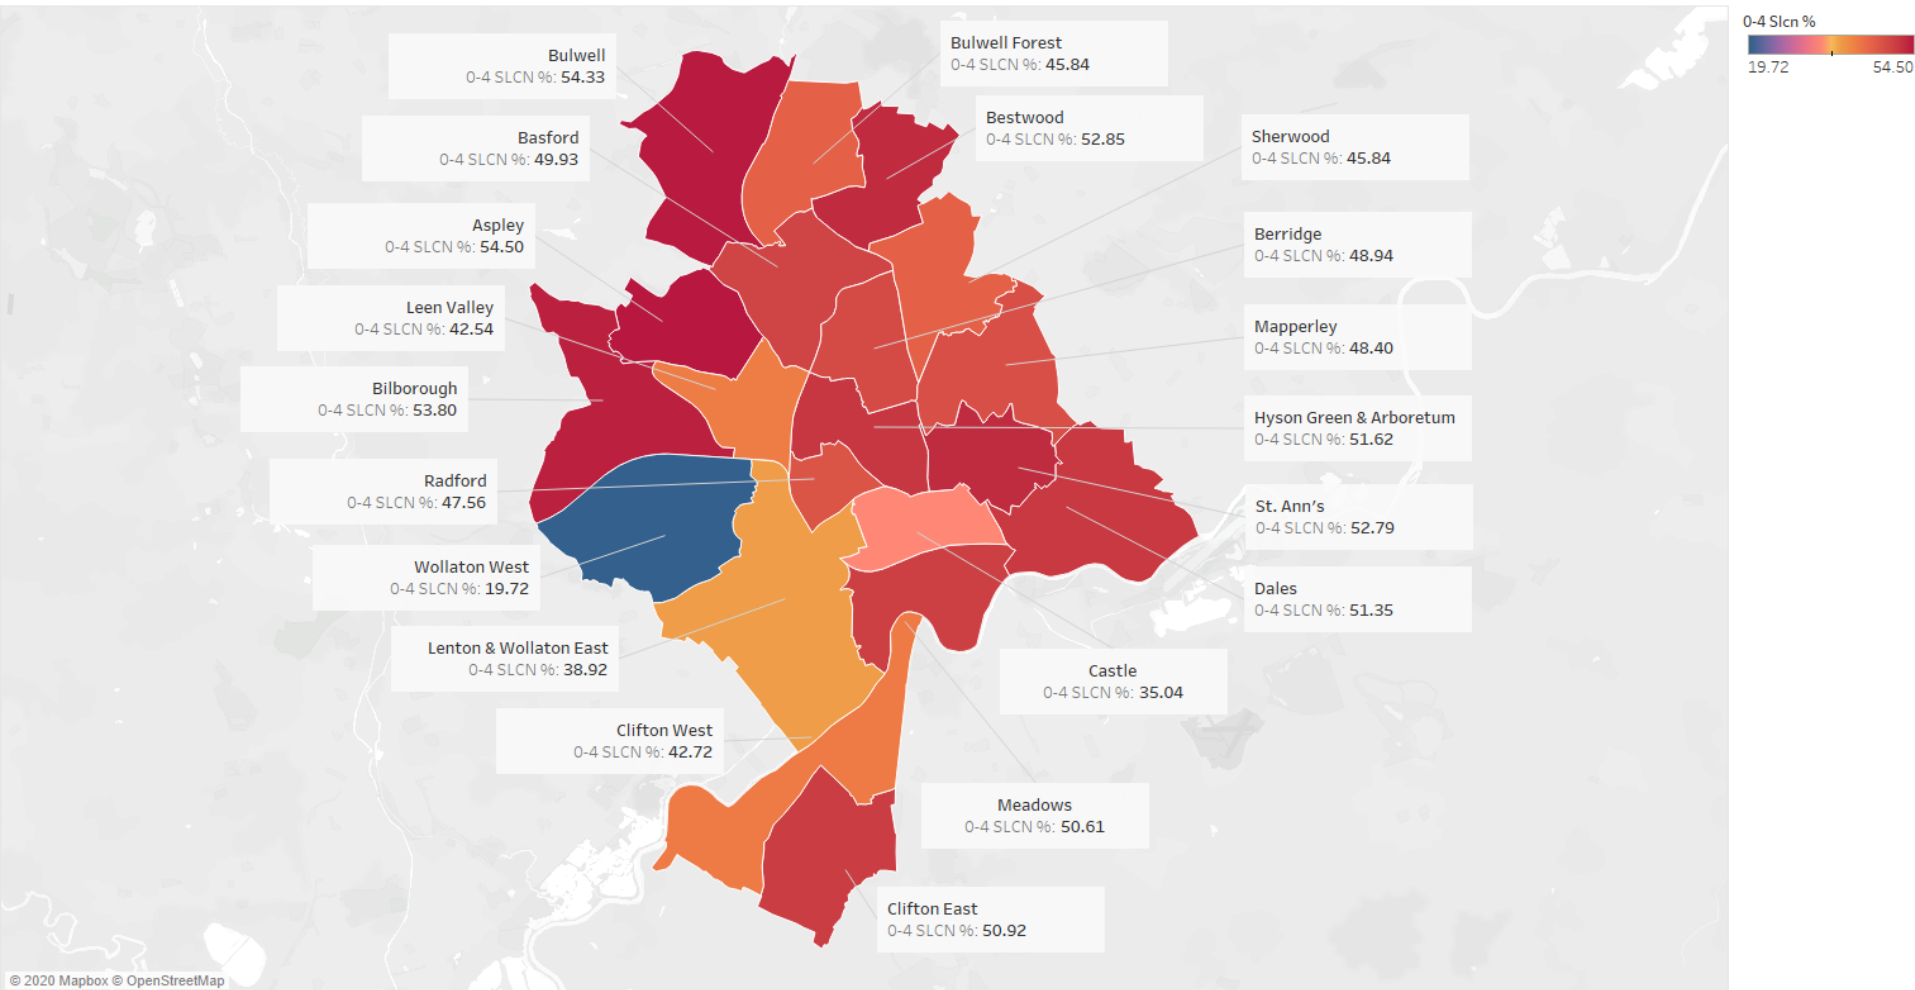 0-4 Slcn %
19.72 54.50
Bulwell
0-4 SLCN %: 54.33
Bulwell Forest
0-4 SLCN %: 45.84
Bestwood
0-4 SLCN %: 52.85
Basford
0-4 SLCN %: 49.93
Sherwood
0-4 SLCN %: 45.84
Aspley
0-4 SLCN %: 54.50
Berridge
0-4 SLCN %: 48.94
Leen Valley
0-4 SLCN %: 42.54
Mapperley
0-4 SLCN %: 48.40
Bilborough
0-4 SLCN %: 53.80
Hyson Green & Arboretum
0-4 SLCN %: 51.62
Radford
0-4 SLCN %: 47.56
St. Ann's
0-4 SLCN %: 52.79
Wollaton West
0-4 SLCN %: 19.72
Dales
0-4 SLCN %: 51.35
Lenton & Wollaton East
0-4 SLCN %: 38.92
Castle
0-4 SLCN %: 35.04
Clifton West
0-4 SLCN %: 42.72
Meadows
0-4 SLCN %: 50.61
Clifton East
0-4 SLCN %: 50.92
© 2020 Mapbox © OpenStreetMap